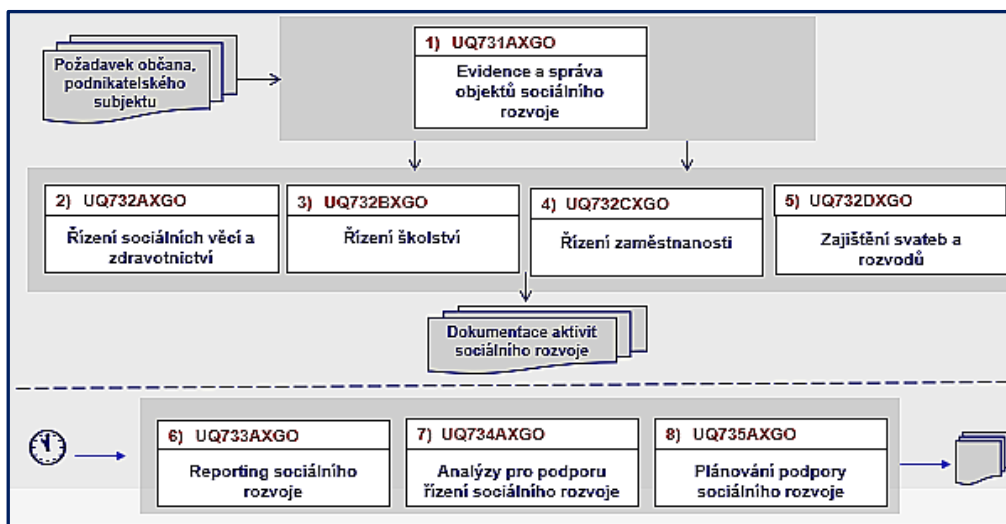 Požadavek občana,
podnikatelského
subjektu
1) UQ731AXGO
Evidence a správa
objektů sociálního
rozvoje
2) UQ732AXGO
Řízení sociálních věcí a
zdravotnictví
3) UQ732BXGO
Řízení školství
4) UQ732CXGO
Řízení zaměstnanosti
5) UQ732DXGO
Zajištění svateb a
rozvodů
Dokumentace aktivit
sociálního rozvoje
6) UQ733AXGO
Reporting sociálního
rozvoje
7) UQ734AXGO
Analýzy pro podporu
řízení sociálního rozvoje
8) UQ735AXGO
Plánování podpory
sociálního rozvoje